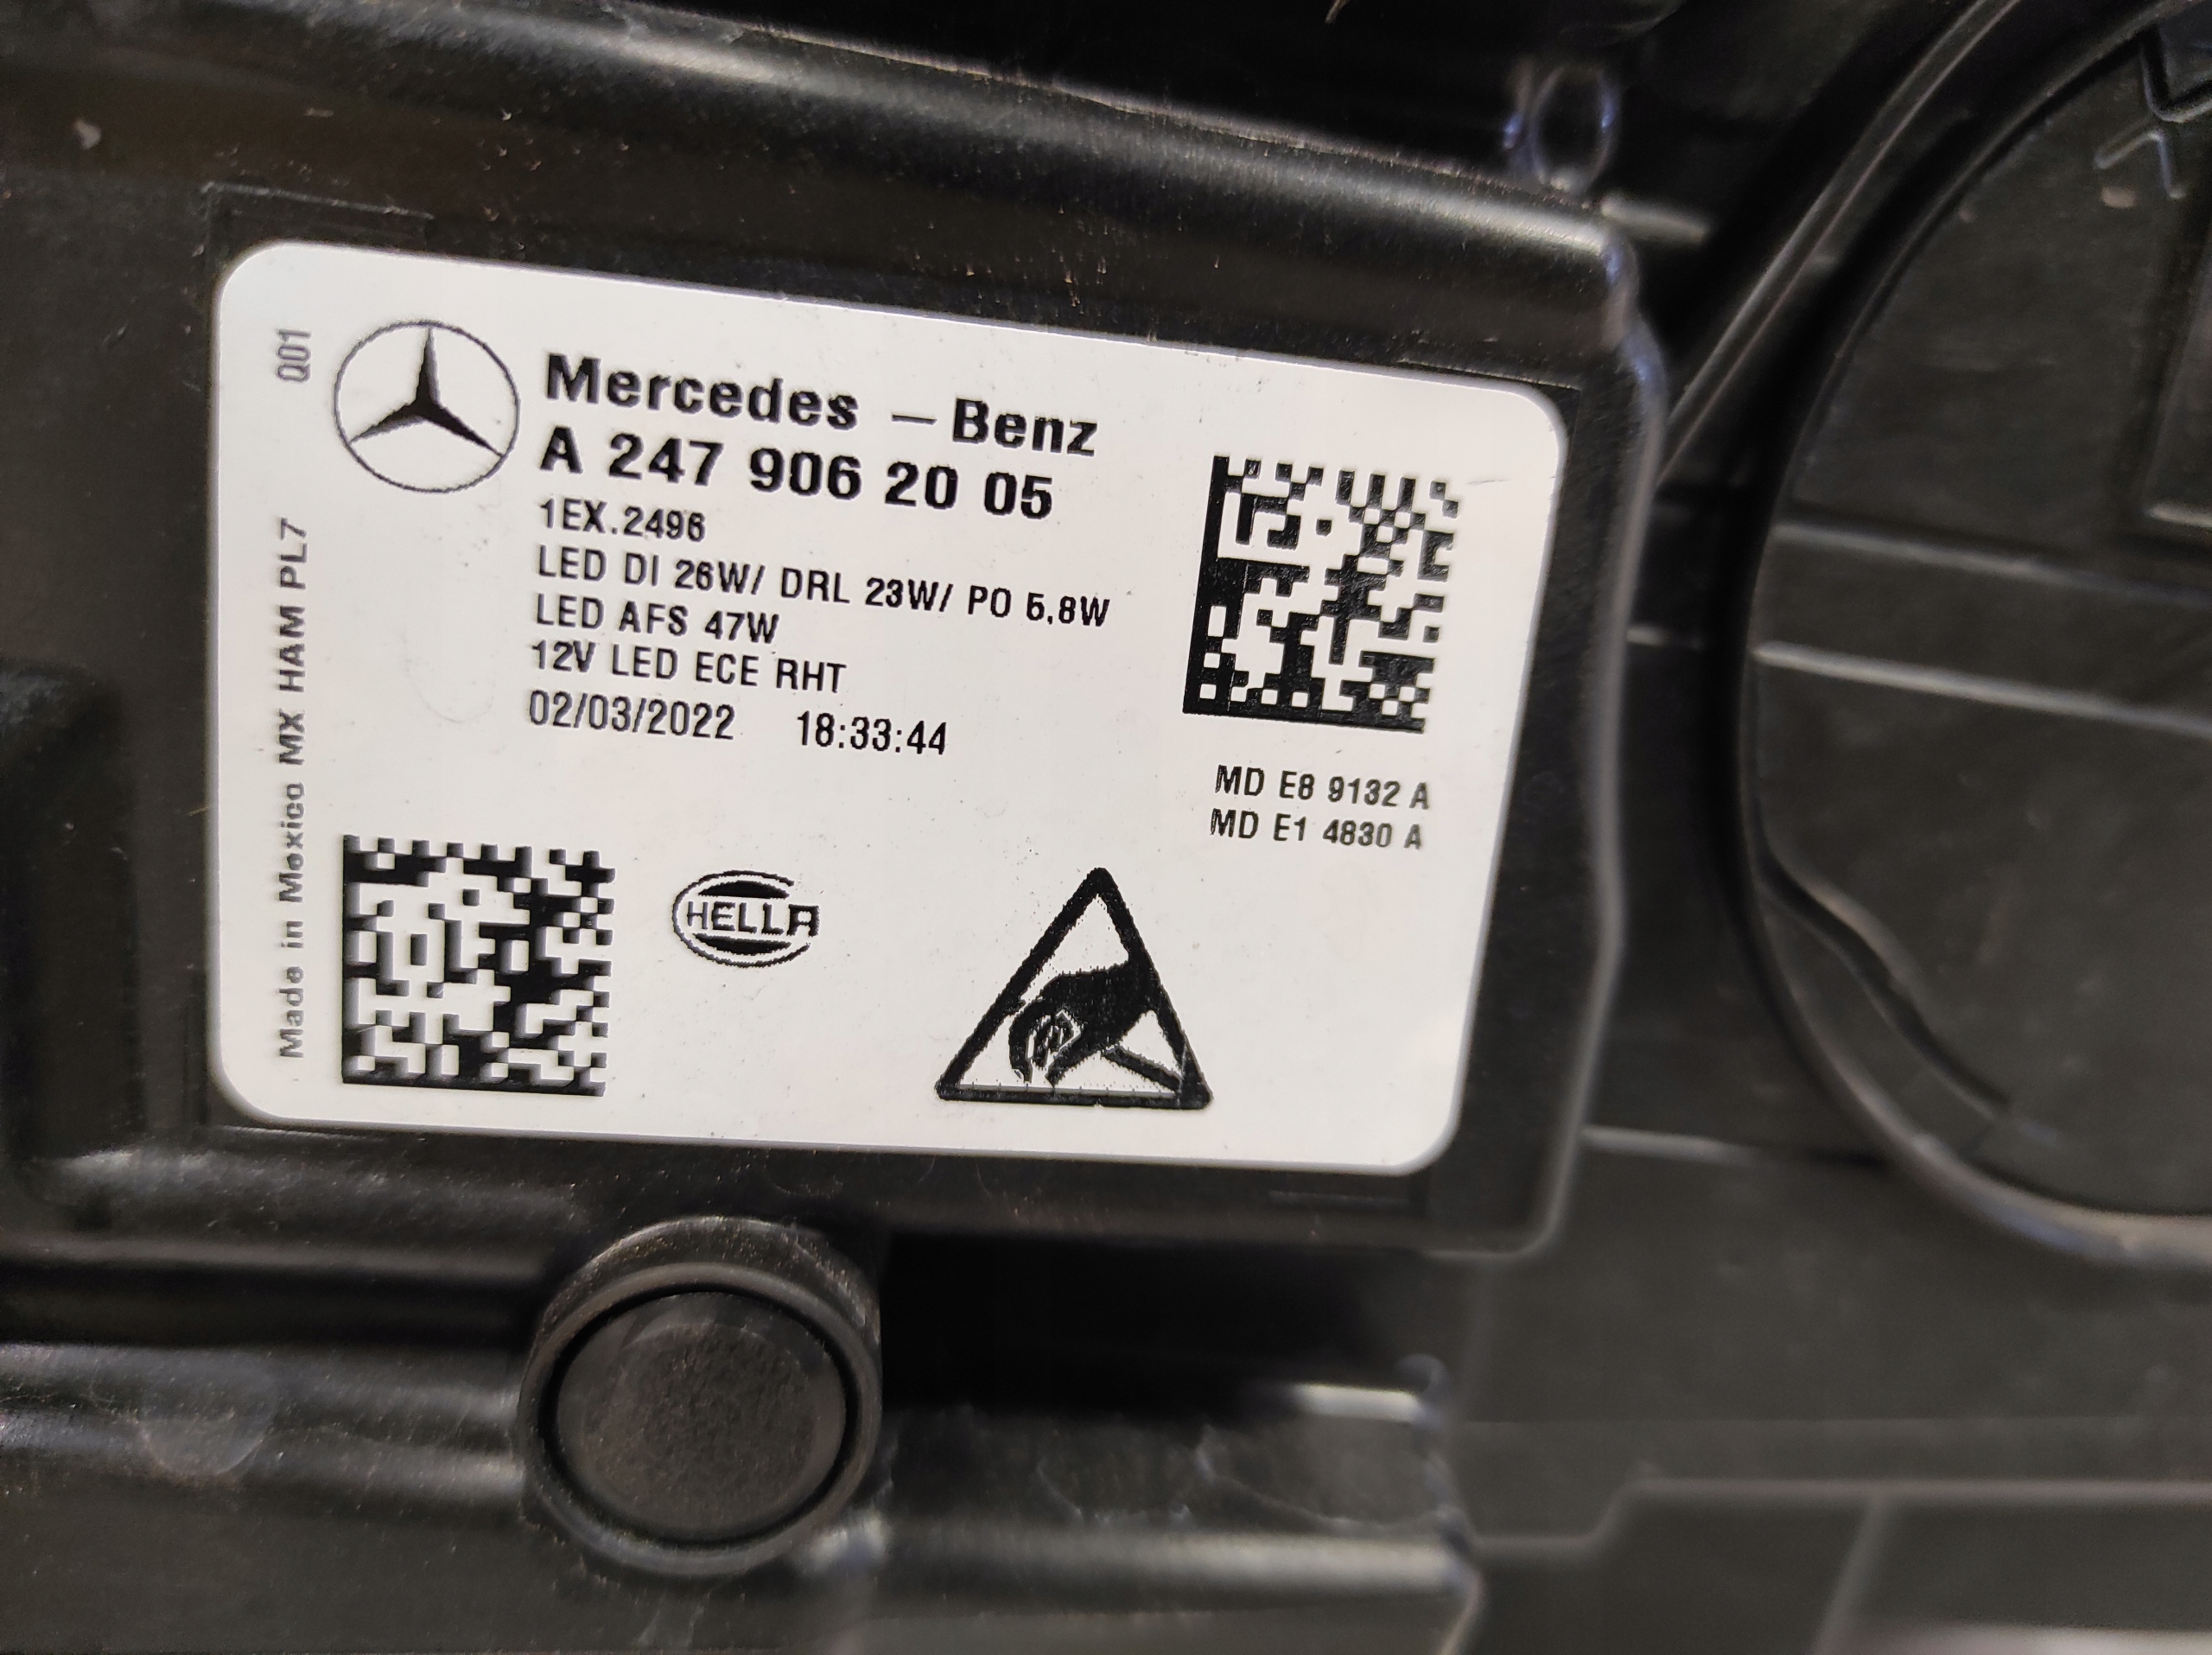 Q01
Made in Mexico MX HAM PL7
Mercedes – Benz
A 247 906 20 05
1EX.2496
LED DI 26W/ DRL 23W/ PO 5,8W
LED AFS 47W
12V LED ECE RHT
02/03/2022 18:33:44
MD E8 9132 A
MD E1 4830 A
HELLA